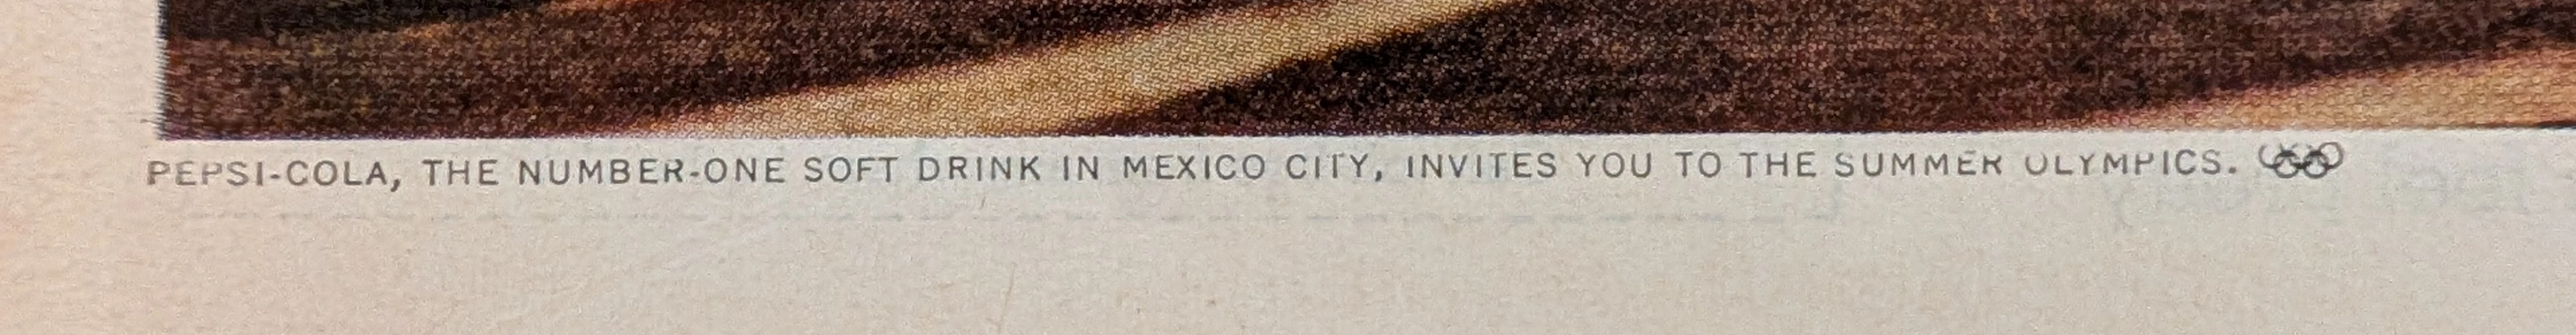 PEPSI-COLA, THE NUMBER-ONE SOFT DRINK IN MEXICO CITY, INVITES YOU TO THE SUMMER OLYMPICS.